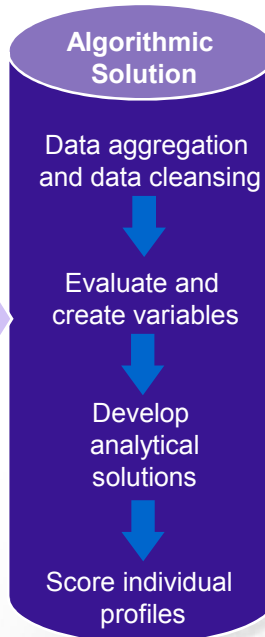 Algorithmic
Solution
Data aggregation
and data cleansing
Evaluate and
create variables
Develop
analytical
solutions
Score individual
profiles